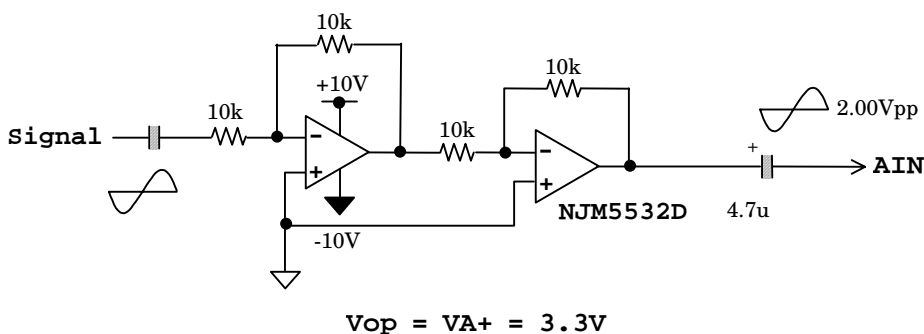 10k
+10V
10k
10k
10k
Signal
2.00Vpp
+
AIN
NJM5532D
4.7u
-10V
Vop = VA+ = 3.3V